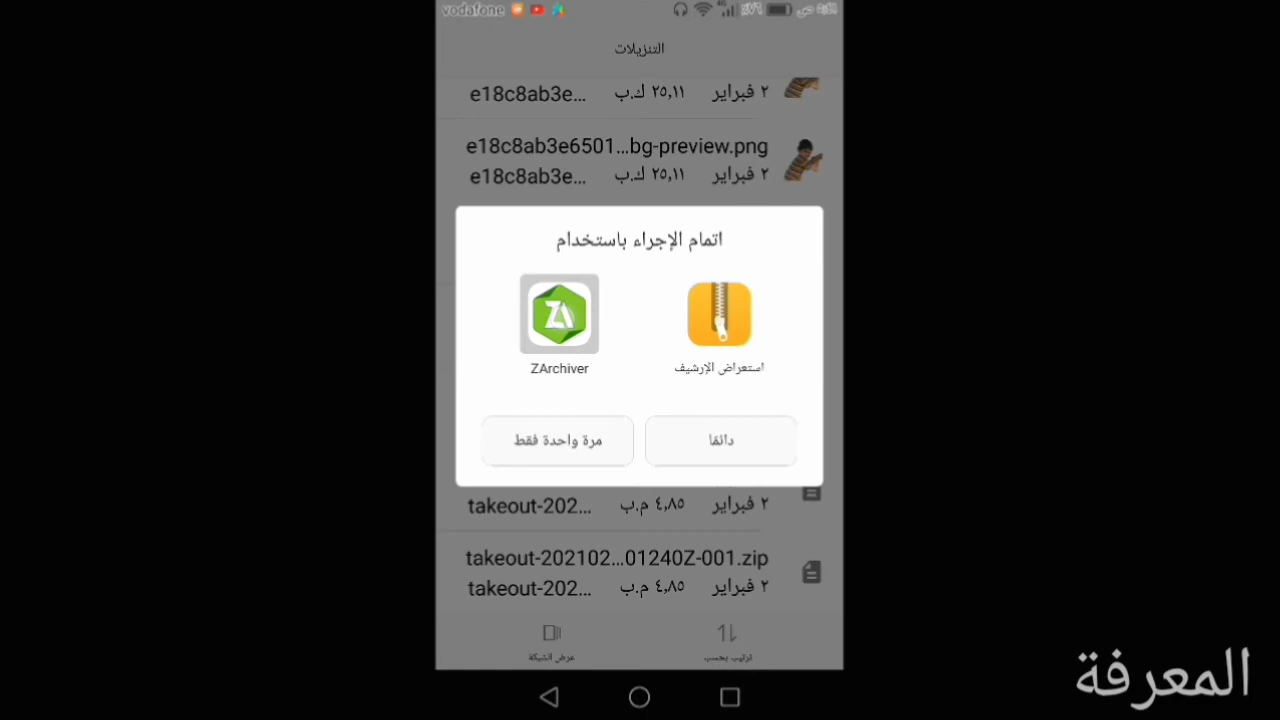 vodafone
التنزيلات
٢ فبراير ٢٥,١١ ك.ب e18c8ab3e...
e18c8ab3e6501...bg-preview.png
٢ فبراير ٢٥,١١ ك.ب e18c8ab3e...
اتمام الإجراء باستخدام
استعراض الإرشيف
ZArchiver
دائمًا
مرة واحدة فقط
٢ فبراير ٤,٨٥ م.ب takeout-202...
takeout-202102...01240Z-001.zip
٢ فبراير ٤,٨٥ م.ب takeout-202...
ترتيب بحسب
عرض الشبكة
المعرفة